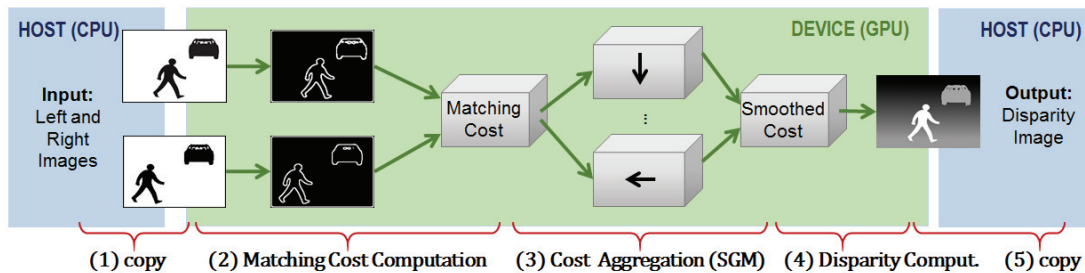 HOST (CPU)
DEVICE (GPU)
HOST (CPU)
Input:
Left and
Right
Images
Matching
Cost
...
Smoothed
Cost
Output:
Disparity
Image
(1) copy
(2) Matching Cost Computation
(3) Cost Aggregation (SGM)
(4) Disparity Comput.
(5) copy